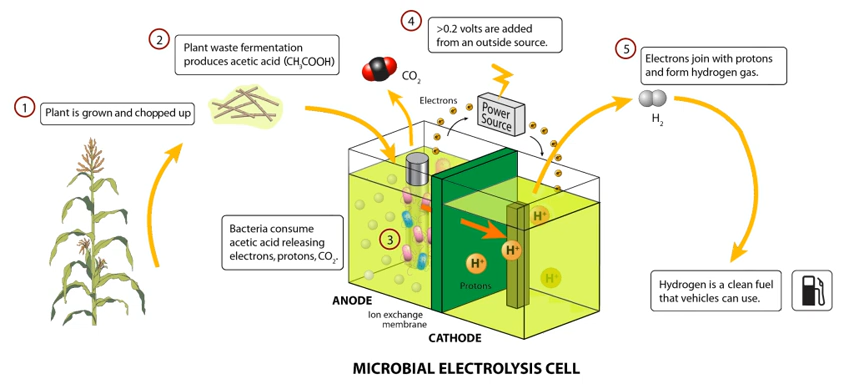 1
Plant is grown and chopped up
2
Plant waste fermentation
produces acetic acid (CH₃COOH)
CO₂
4
>0.2 volts are added
from an outside source.
Electrons
Power
Source
e⁻
5
Electrons join with protons
and form hydrogen gas.
H₂
Bacteria consume
acetic acid releasing
electrons, protons, CO₂.
3
H⁺
H⁺
H⁺
H⁺
Protons
ANODE
Ion exchange
membrane
CATHODE
Hydrogen is a clean fuel
that vehicles can use.
MICROBIAL ELECTROLYSIS CELL